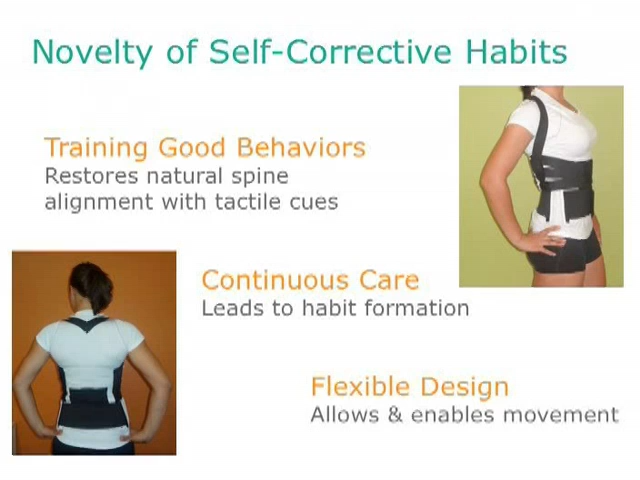 Novelty of Self-Corrective Habits
Training Good Behaviors
Restores natural spine
alignment with tactile cues
Continuous Care
Leads to habit formation
Flexible Design
Allows & enables movement